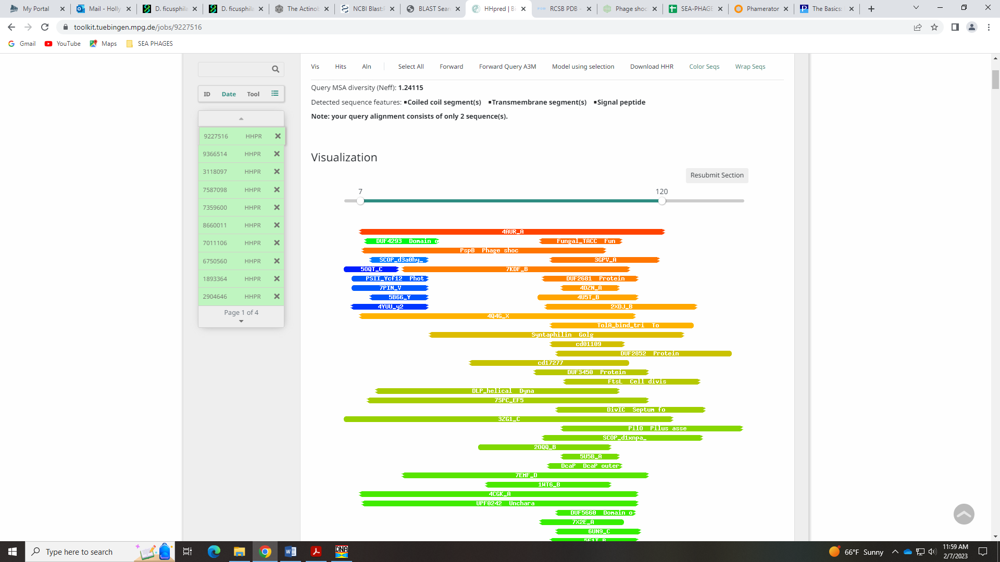 My Portal
Mail - Holly
D. ficusphila
D. ficusphila
The Actinob
NCBI Blast:F
BLAST Sear
HHpred | Bi
RCSB PDB -
Phage shoc
SEA-PHAGE
Phamerator
The Basics:
toolkit.tuebingen.mpg.de/jobs/9227516
Gmail YouTube Maps SEA PHAGES
Vis Hits Aln Select All Forward Forward Query A3M Model using selection Download HHR Color Seqs Wrap Seqs
ID Date Tool
9227516 HHPR
9366514 HHPR
3118097 HHPR
7587098 HHPR
7359600 HHPR
8660011 HHPR
7011106 HHPR
6750560 HHPR
1893364 HHPR
2904646 HHPR
Page 1 of 4
Query MSA diversity (Neff): 1.24115
Detected sequence features: Coiled coil segment(s) Transmembrane segment(s) Signal peptide
Note: your query alignment consists of only 2 sequence(s).
Visualization
Resubmit Section
7 120
4AUR_A
DUF4293 Domain o Fungal_TACC Fun
PspB Phage shoc
SCOP_d3a0hy_ 3GPV_A
5OQT_C 7KDF_B
PSII_Ycf12 Phot DUF2681 Protein
7PIN_V 4DZN_A
5B66_Y 4U5T_B
4YUU_y2 2XDJ_B
4Q4G_X
TolA_bind_tri To
Syntaphilin Golg
cd01109
DUF2852 Protein
cd17277
DUF3450 Protein
FtsL Cell divis
DLP_helical Dyna
7SPC_EF5
DivIC Septum fo
3ZG1_C
PilO Pilus asse
SCOP_d1xnpa_
2OQQ_B
5U5B_A
DcaP DcaP outer
7EMF_D
1WT6_B
4CGK_A
UPF0242 Unchara
DUF5660 Domain o
7X2E_A
6UN9_C
Type here to search
DNA
66°F Sunny
11:59 AM
2/7/2023